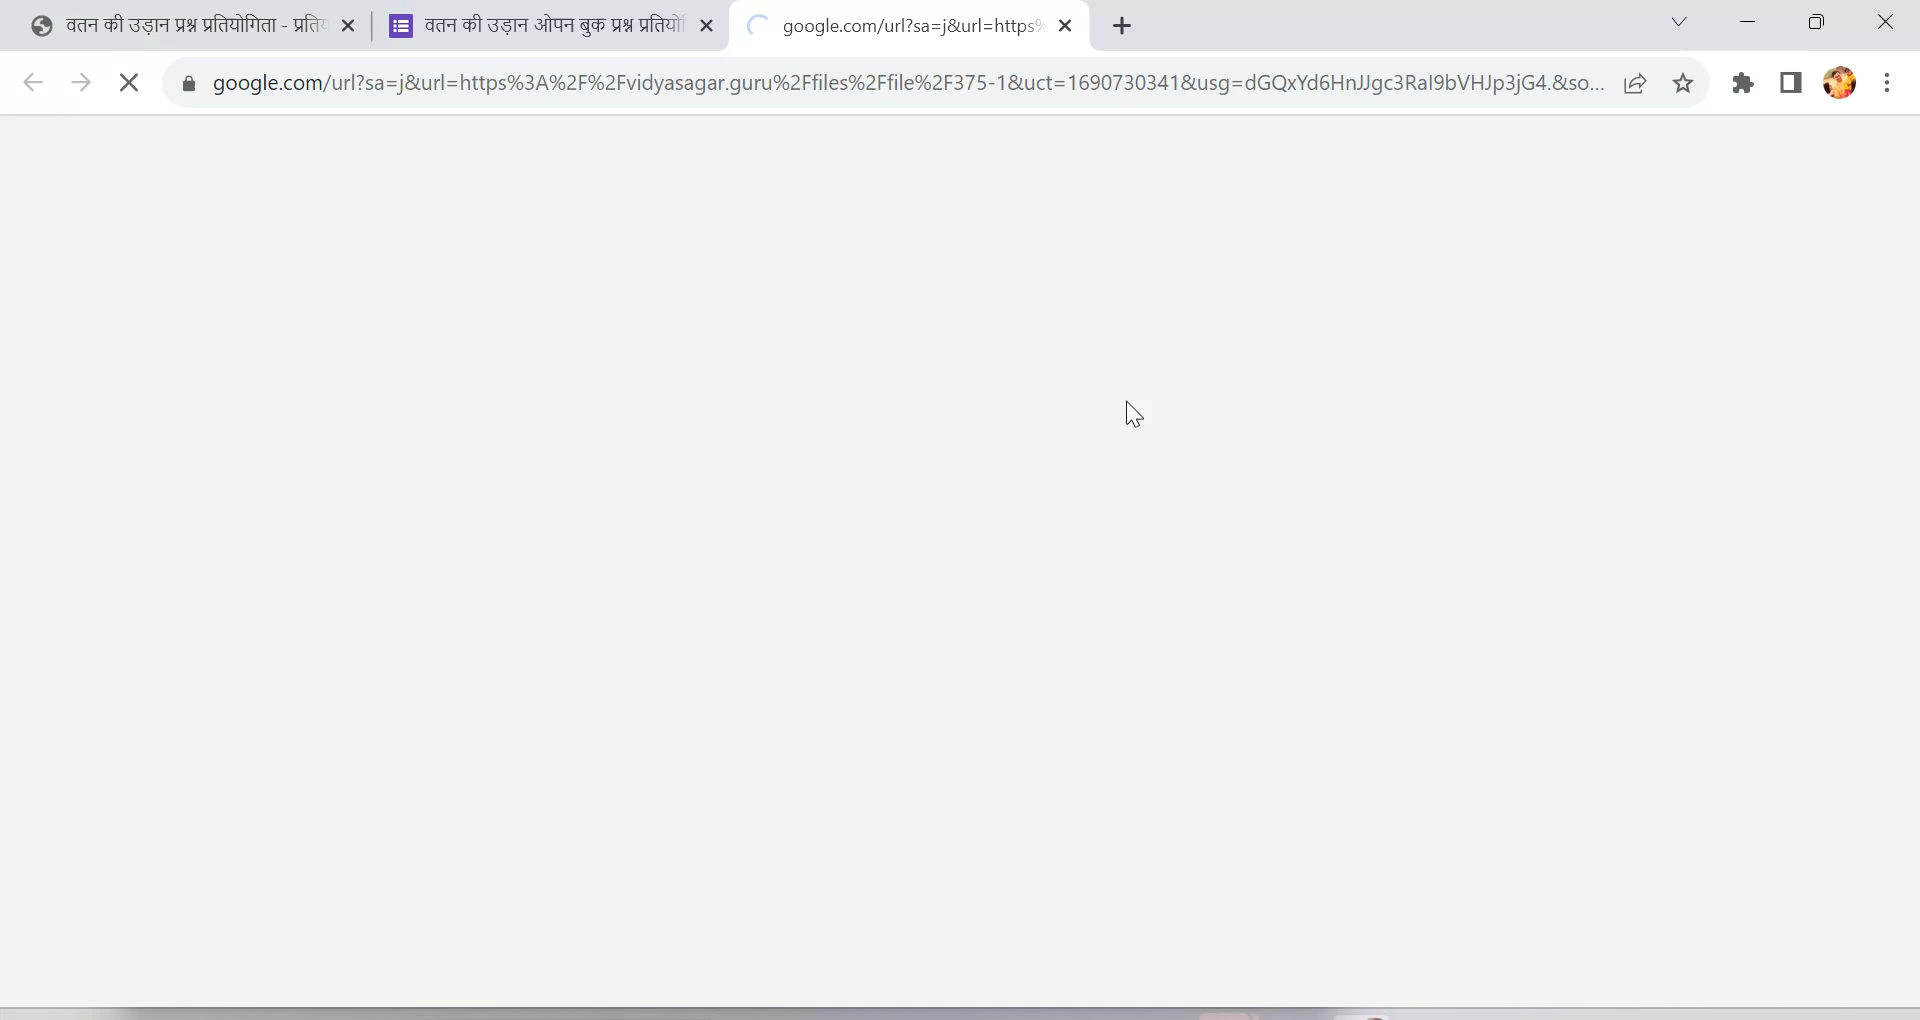 वतन की उड़ान प्रश्न प्रतियोगिता - प्रति
वतन की उड़ान ओपन बुक प्रश्न प्रतियो
google.com/url?sa=j&url=https%
google.com/url?sa=j&url=https%3A%2F%2Fvidyasagar.guru%2Ffiles%2Ffile%2F375-1&uct=1690730341&usg=dGQxYd6HnJJgc3Ral9bVHJp3jG4.&so...